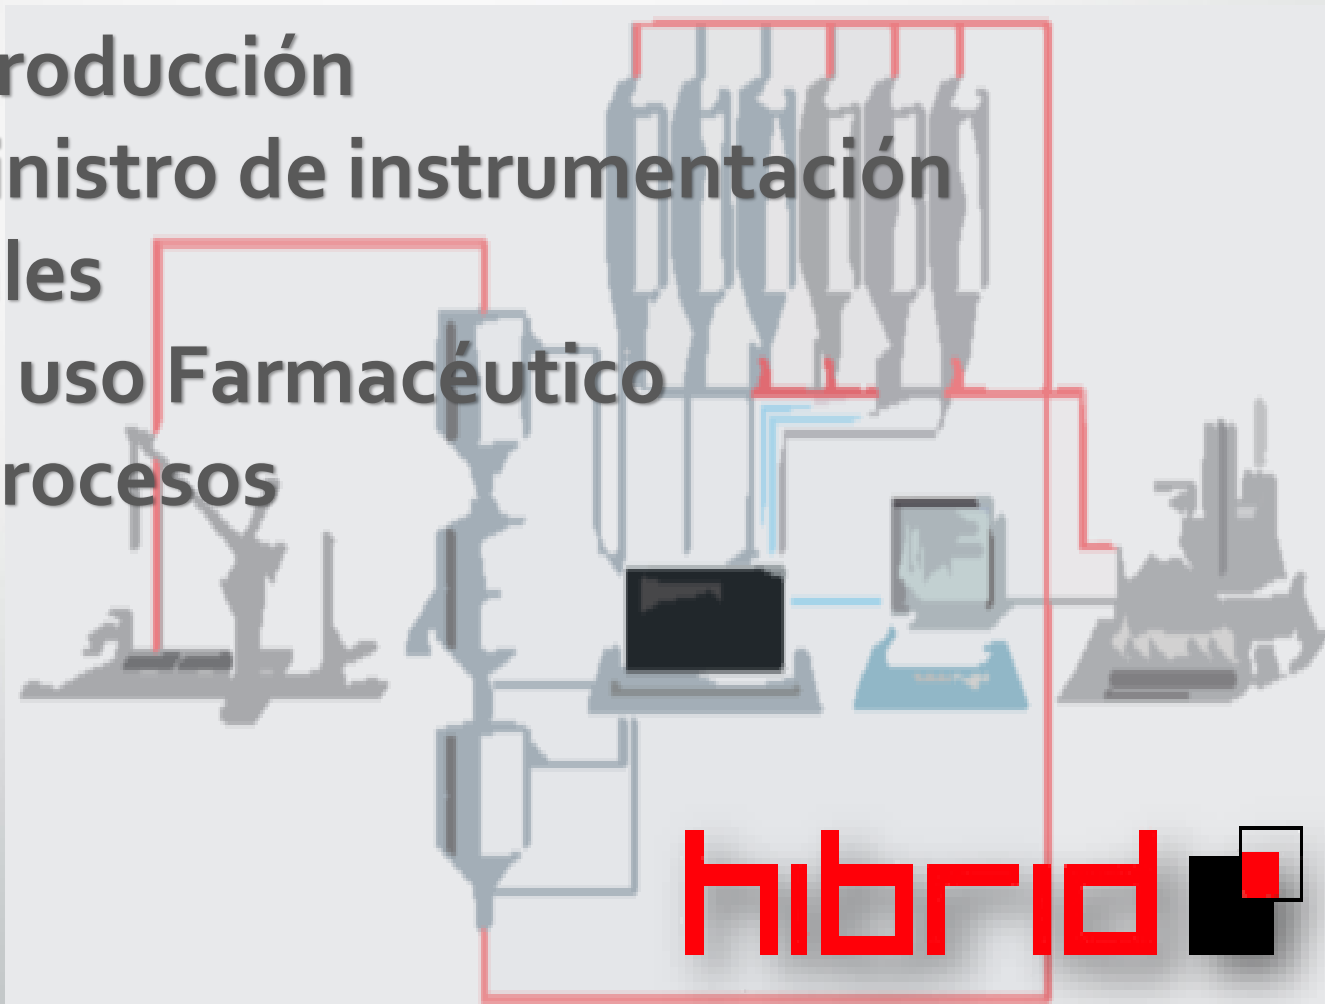 roducción
inistro de instrumentación
les
uso Farmacéutico
rocesos
hibrid